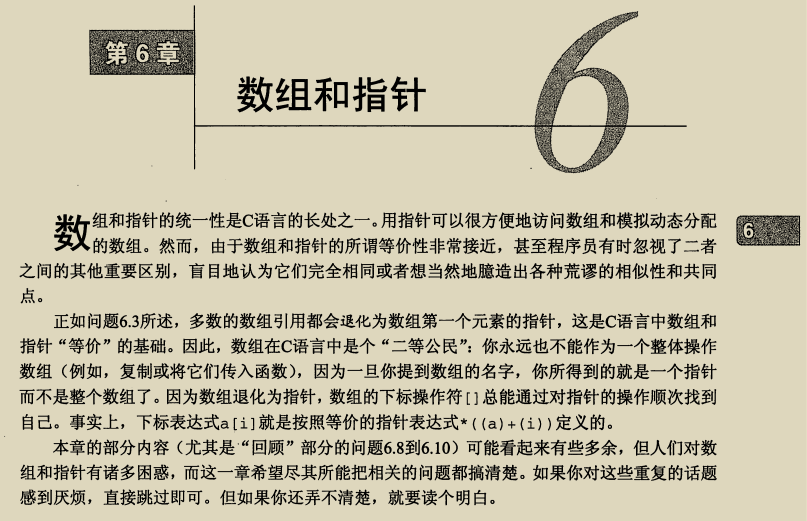 第6章
数组和指针
6
数组和指针的统一性是C语言的长处之一。用指针可以很方便地访问数组和模拟动态分配
的数组。然而，由于数组和指针的所谓等价性非常接近，甚至程序员有时忽视了二者
之间的其他重要区别，盲目地认为它们完全相同或者想当然地臆造出各种荒谬的相似性和共同
点。
正如问题6.3所述，多数的数组引用都会退化为数组第一个元素的指针，这是C语言中数组和
指针“等价”的基础。因此，数组在C语言中是个“二等公民”：你永远也不能作为一个整体操作
数组（例如，复制或将它们传入函数），因为一旦你提到数组的名字，你所得到的就是一个指针
而不是整个数组了。因为数组退化为指针，数组的下标操作符[]总能通过对指针的操作顺次找到
自己。事实上，下标表达式a[i]就是按照等价的指针表达式*((a)+(i))定义的。
本章的部分内容（尤其是“回顾”部分的问题6.8到6.10）可能看起来有些多余，但人们对数
组和指针有诸多困惑，而这一章希望尽其所能把相关的问题都搞清楚。如果你对这些重复的话题
感到厌烦，直接跳过即可。但如果你还弄不清楚，就要读个明白。
6